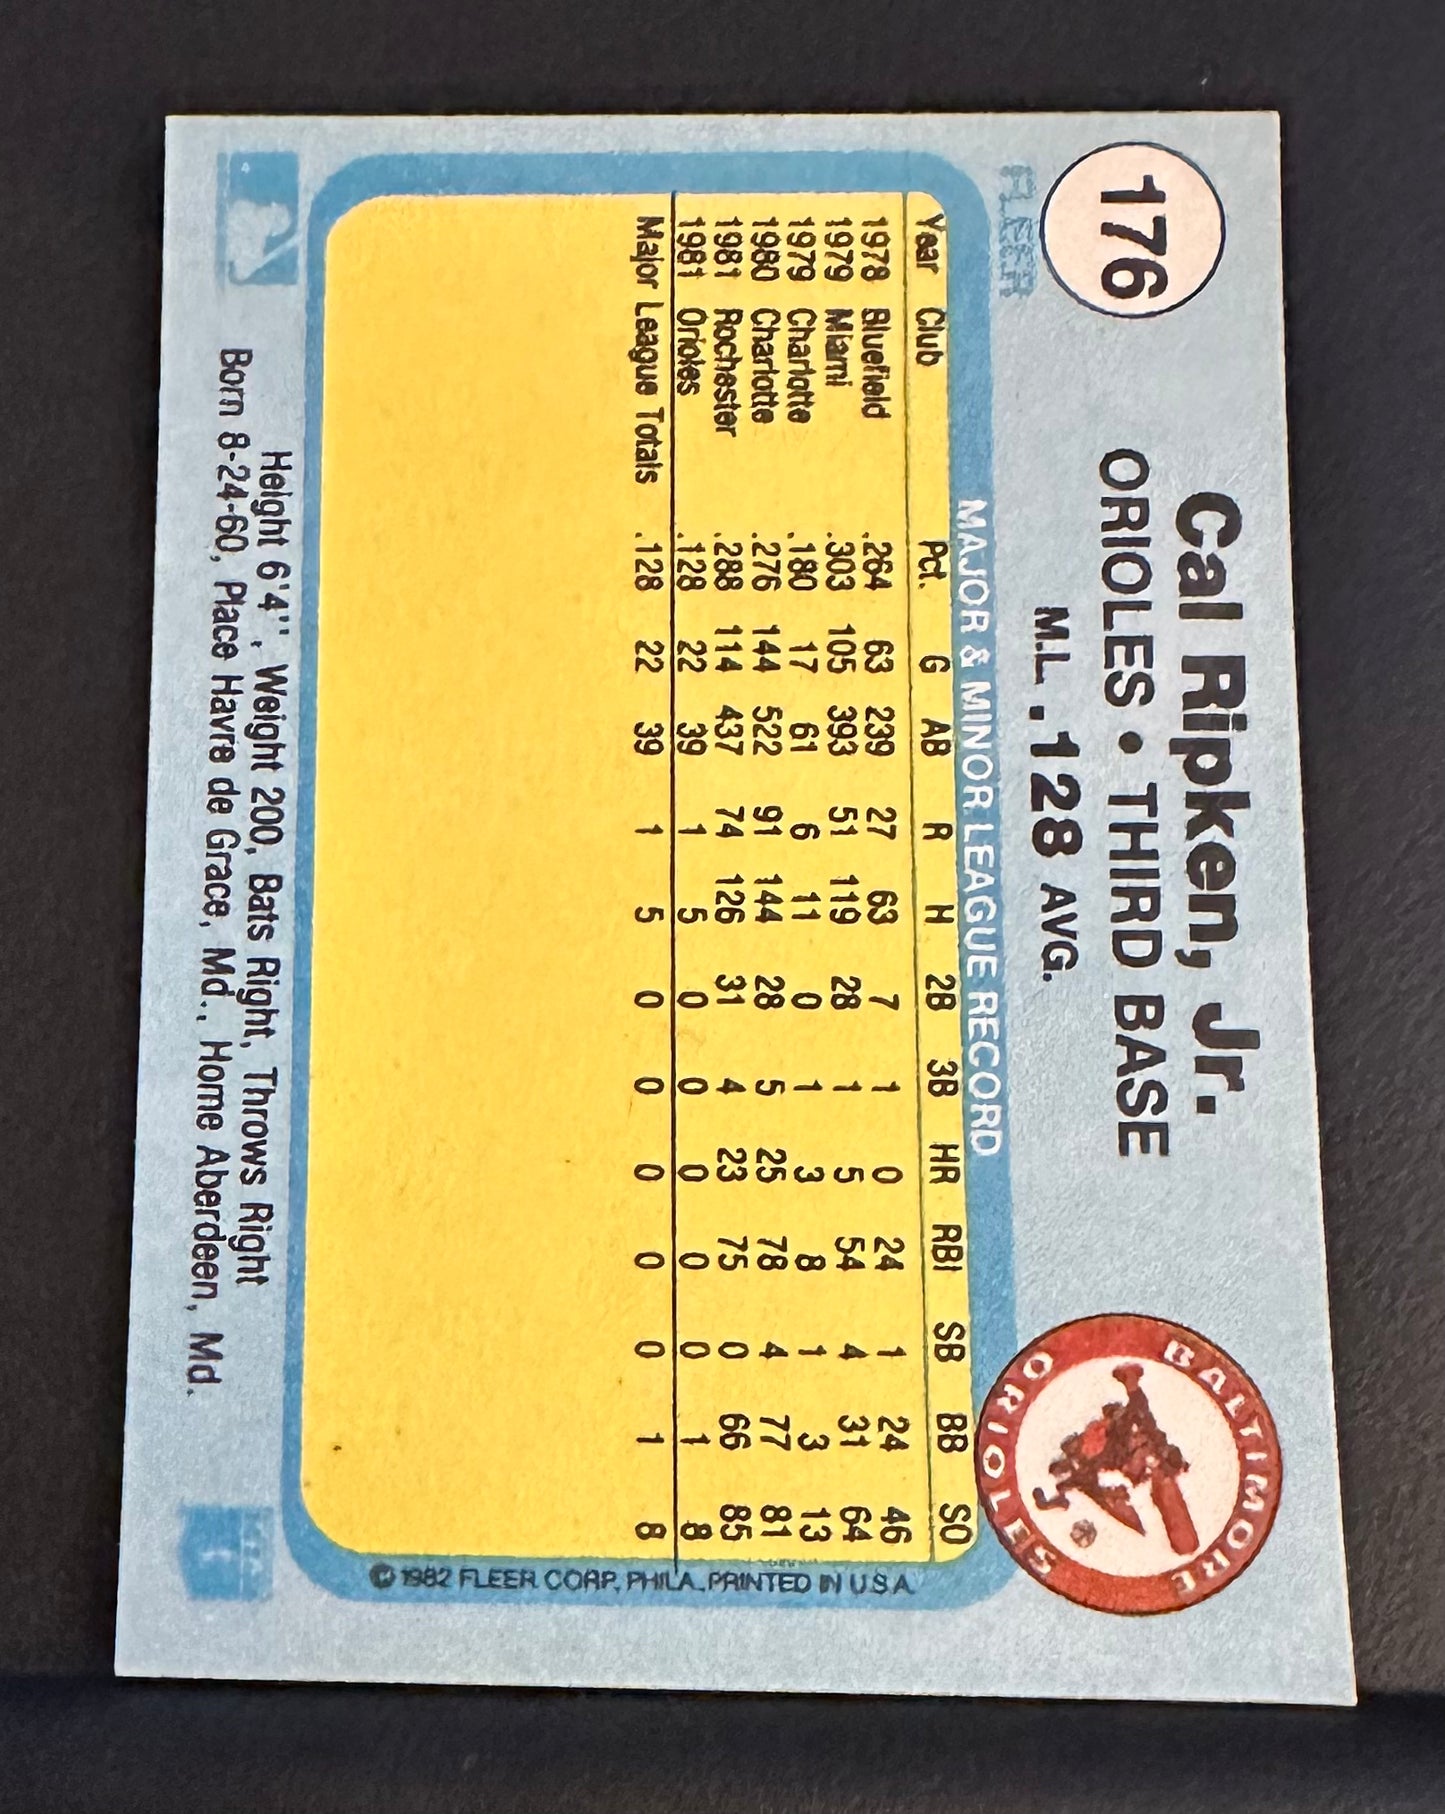 176
FLEER
Cal Ripken, Jr.
ORIOLES • THIRD BASE
M.L. .128 AVG.
BALTIMORE
ORIOLES
MAJOR & MINOR LEAGUE RECORD
Year Club Pct. G AB R H 2B 3B HR RBI SB BB SO
1978 Bluefield .264 63 239 27 63 7 1 0 24 1 24 46
1979 Miami .303 105 393 51 119 28 1 5 54 4 31 64
1979 Charlotte .180 17 61 6 11 0 1 3 8 1 3 13
1980 Charlotte .276 144 522 91 144 28 5 25 78 4 77 81
1981 Rochester .288 114 437 74 126 31 4 23 75 0 66 85
1981 Orioles .128 22 39 1 5 0 0 0 0 0 1 8
Major League Totals .128 22 39 1 5 0 0 0 0 0 1 8
© 1982 FLEER CORP. PHILA. PRINTED IN U.S.A.
Height 6'4", Weight 200, Bats Right, Throws Right
Born 8-24-60, Place Havre de Grace, Md., Home Aberdeen, Md.